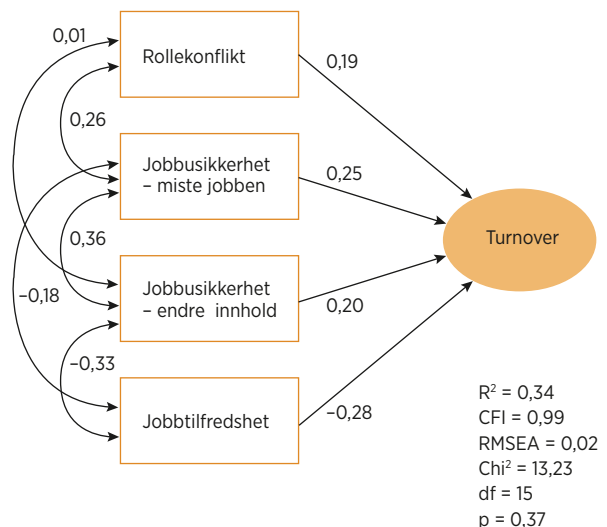 0,01
Rollekonflikt
0,19
0,26
Jobbusikkerhet
– miste jobben
0,25
0,36
Turnover
Jobbusikkerhet
– endre innhold
–0,18
0,20
–0,33
Jobbtilfredshet
–0,28
R² = 0,34
CFI = 0,99
RMSEA = 0,02
Chi² = 13,23
df = 15
p = 0,37